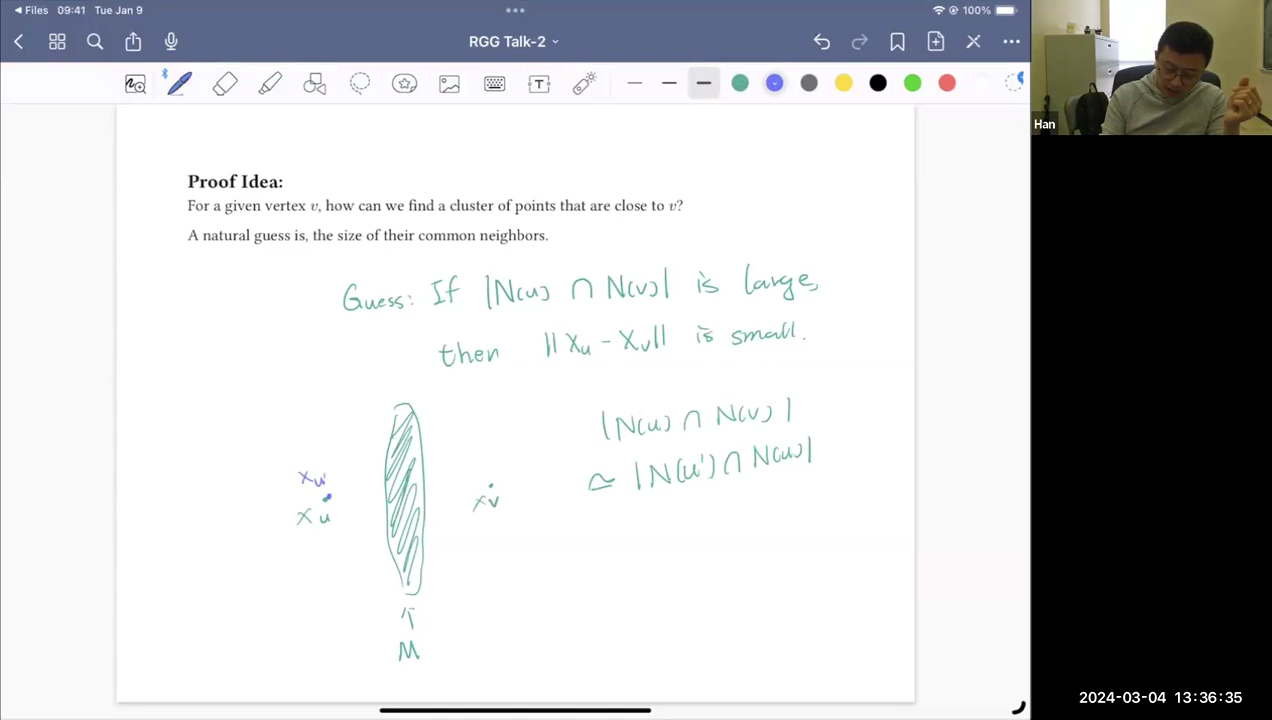 Files 09:41 Tue Jan 9
100%
RGG Talk-2
T
Proof Idea:
For a given vertex v, how can we find a cluster of points that are close to v?
A natural guess is, the size of their common neighbors.
Guess: If |N(u) ∩ N(v)| is large,
then ||Xu - Xv|| is small.
|N(u) ∩ N(v)|
≃ |N(u') ∩ N(u)|
Xu'
Xu
Xv
↑
M
Han
2024-03-04 13:36:35